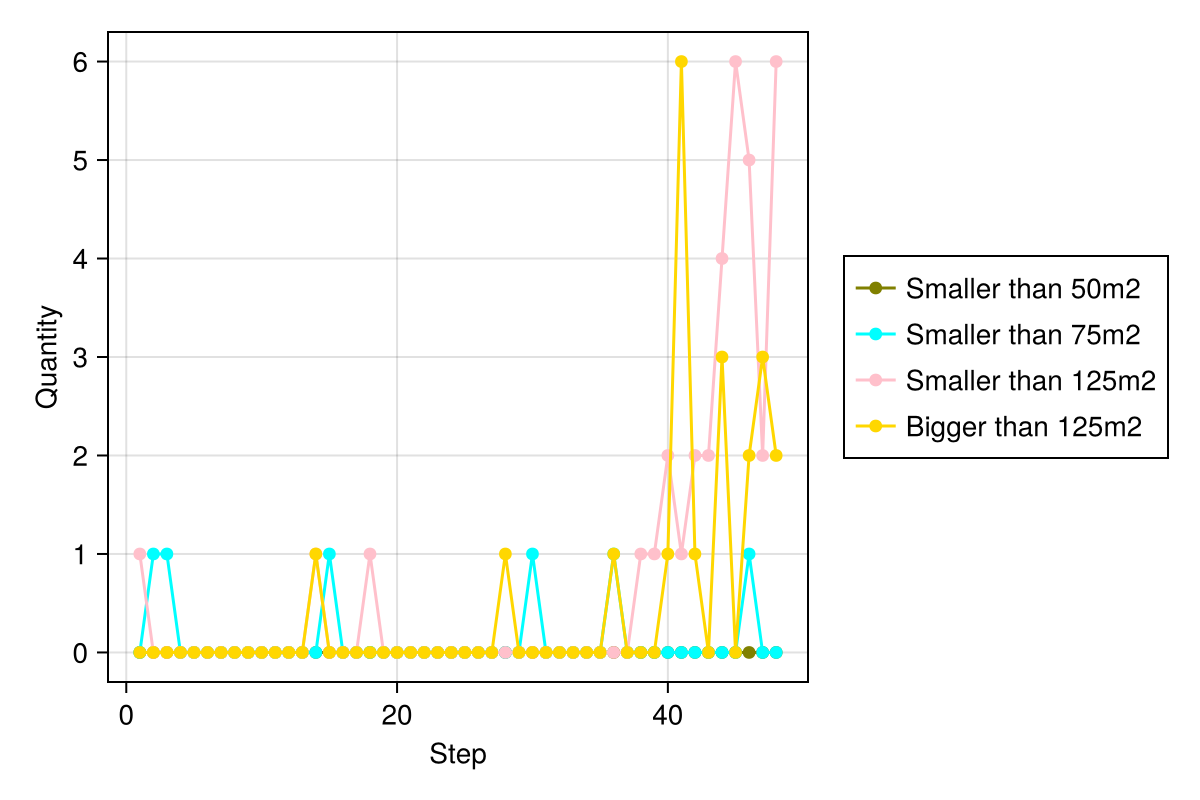 6
5
4
3
2
1
0
Quantity
0 20 40
Step
Smaller than 50m2
Smaller than 75m2
Smaller than 125m2
Bigger than 125m2